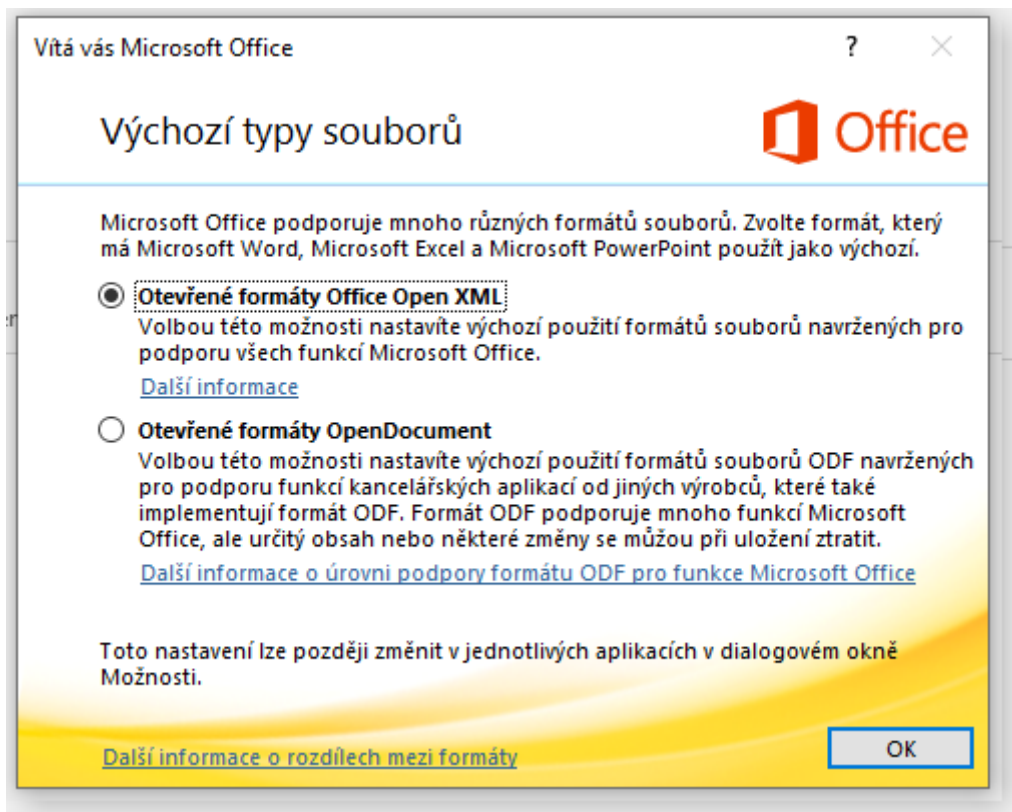 Vítá vás Microsoft Office
?
Výchozí typy souborů
Office
Microsoft Office podporuje mnoho různých formátů souborů. Zvolte formát, který
má Microsoft Word, Microsoft Excel a Microsoft PowerPoint použít jako výchozí.
Otevřené formáty Office Open XML
Volbou této možnosti nastavíte výchozí použití formátů souborů navržených pro
podporu všech funkcí Microsoft Office.
Další informace
Otevřené formáty OpenDocument
Volbou této možnosti nastavíte výchozí použití formátů souborů ODF navržených
pro podporu funkcí kancelářských aplikací od jiných výrobců, které také
implementují formát ODF. Formát ODF podporuje mnoho funkcí Microsoft
Office, ale určitý obsah nebo některé změny se můžou při uložení ztratit.
Další informace o úrovni podpory formátu ODF pro funkce Microsoft Office
Toto nastavení lze později změnit v jednotlivých aplikacích v dialogovém okně
Možnosti.
Další informace o rozdílech mezi formáty
OK